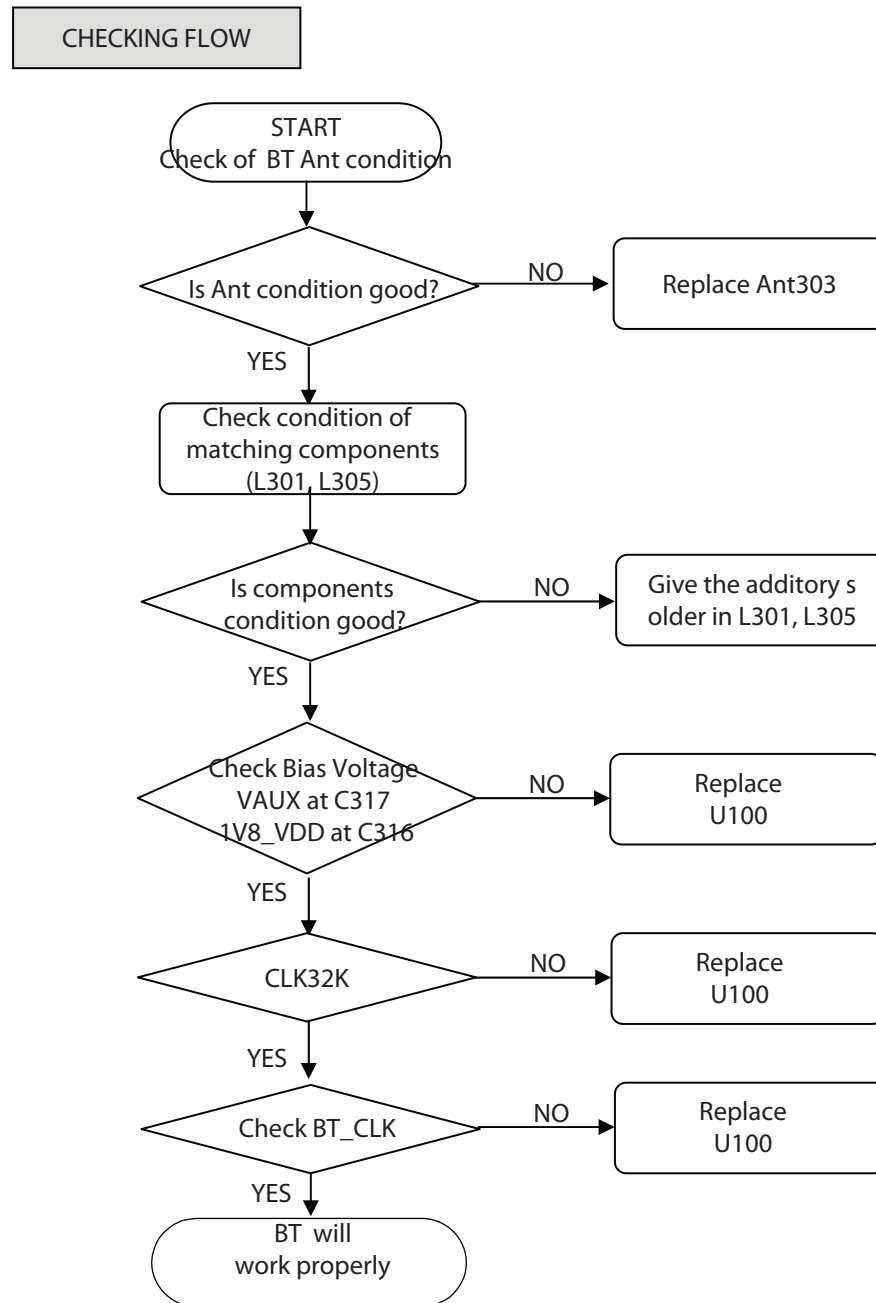 CHECKING FLOW
START
Check of BT Ant condition
Is Ant condition good?
NO
Replace Ant303
YES
Check condition of
matching components
(L301, L305)
Is components
condition good?
NO
Give the additory s
older in L301, L305
YES
Check Bias Voltage
VAUX at C317
1V8_VDD at C316
NO
Replace
U100
YES
CLK32K
NO
Replace
U100
YES
Check BT_CLK
NO
Replace
U100
YES
BT will
work properly